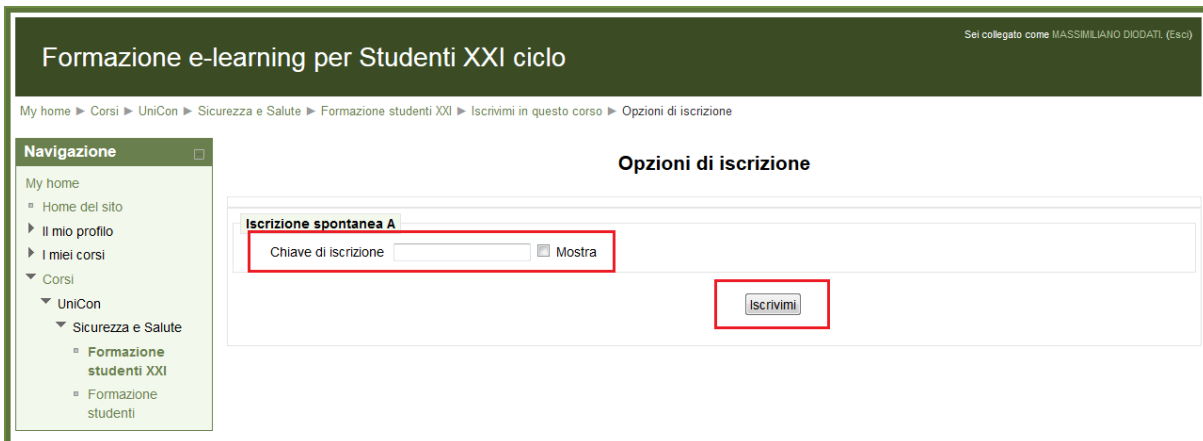 Sei collegato come MASSIMILIANO DIODATI. (Esci)
Formazione e-learning per Studenti XXI ciclo
My home ► Corsi ► UniCon ► Sicurezza e Salute ► Formazione studenti XXI ► Iscrivimi in questo corso ► Opzioni di iscrizione
Navigazione
My home
Home del sito
Il mio profilo
I miei corsi
Corsi
UniCon
Sicurezza e Salute
Formazione
studenti XXI
Formazione
studenti
Opzioni di iscrizione
Iscrizione spontanea A
Chiave di iscrizione Mostra
Iscrivimi